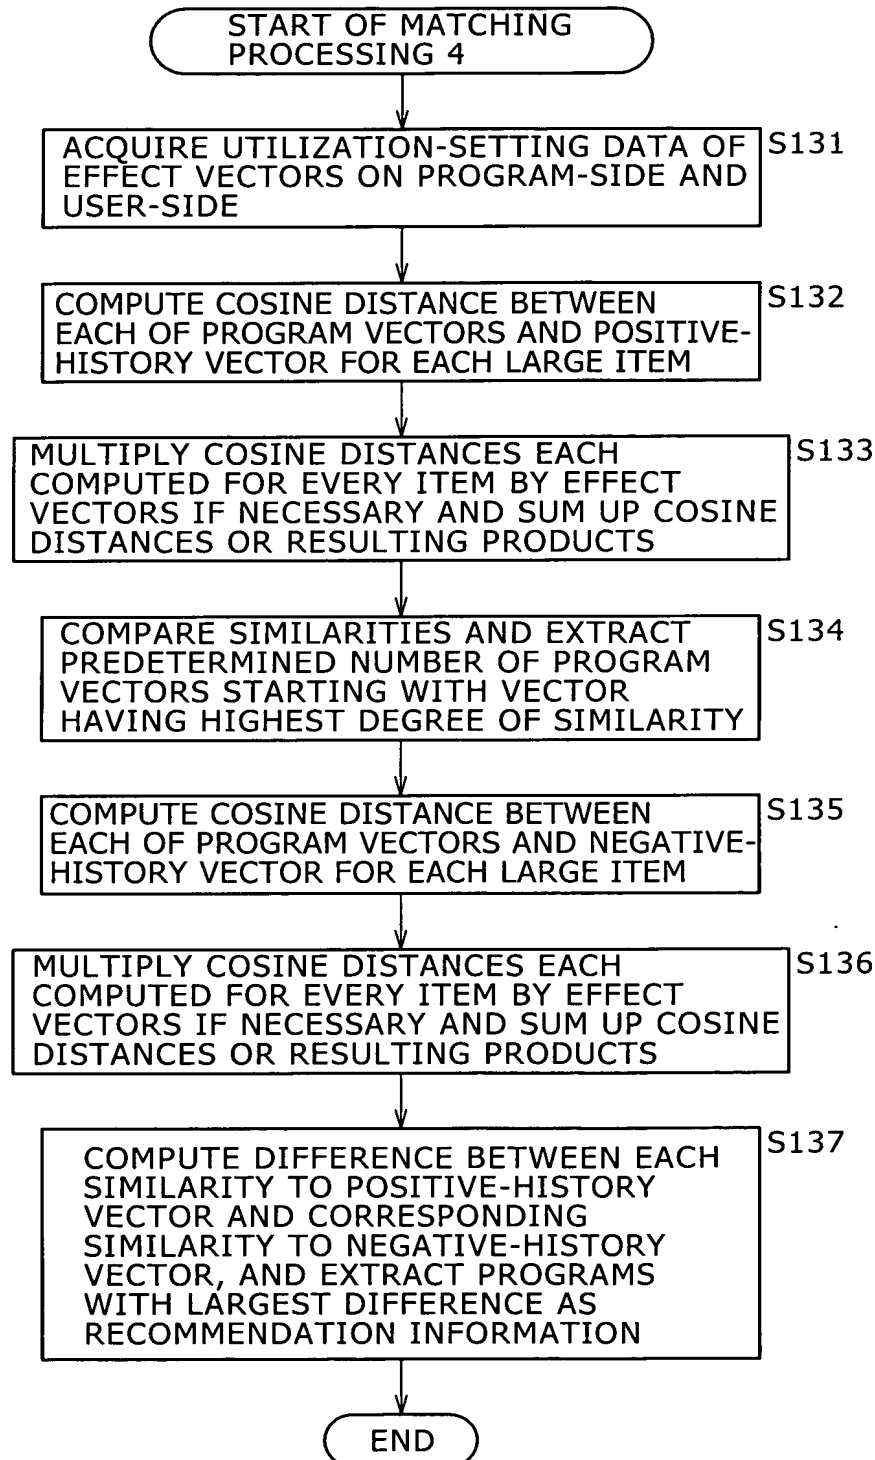 START OF MATCHING
PROCESSING 4
S131
ACQUIRE UTILIZATION-SETTING DATA OF
EFFECT VECTORS ON PROGRAM-SIDE AND
USER-SIDE
S132
COMPUTE COSINE DISTANCE BETWEEN
EACH OF PROGRAM VECTORS AND POSITIVE-
HISTORY VECTOR FOR EACH LARGE ITEM
S133
MULTIPLY COSINE DISTANCES EACH
COMPUTED FOR EVERY ITEM BY EFFECT
VECTORS IF NECESSARY AND SUM UP COSINE
DISTANCES OR RESULTING PRODUCTS
S134
COMPARE SIMILARITIES AND EXTRACT
PREDETERMINED NUMBER OF PROGRAM
VECTORS STARTING WITH VECTOR
HAVING HIGHEST DEGREE OF SIMILARITY
S135
COMPUTE COSINE DISTANCE BETWEEN
EACH OF PROGRAM VECTORS AND NEGATIVE-
HISTORY VECTOR FOR EACH LARGE ITEM
S136
MULTIPLY COSINE DISTANCES EACH
COMPUTED FOR EVERY ITEM BY EFFECT
VECTORS IF NECESSARY AND SUM UP COSINE
DISTANCES OR RESULTING PRODUCTS
S137
COMPUTE DIFFERENCE BETWEEN EACH
SIMILARITY TO POSITIVE-HISTORY
VECTOR AND CORRESPONDING
SIMILARITY TO NEGATIVE-HISTORY
VECTOR, AND EXTRACT PROGRAMS
WITH LARGEST DIFFERENCE AS
RECOMMENDATION INFORMATION
END